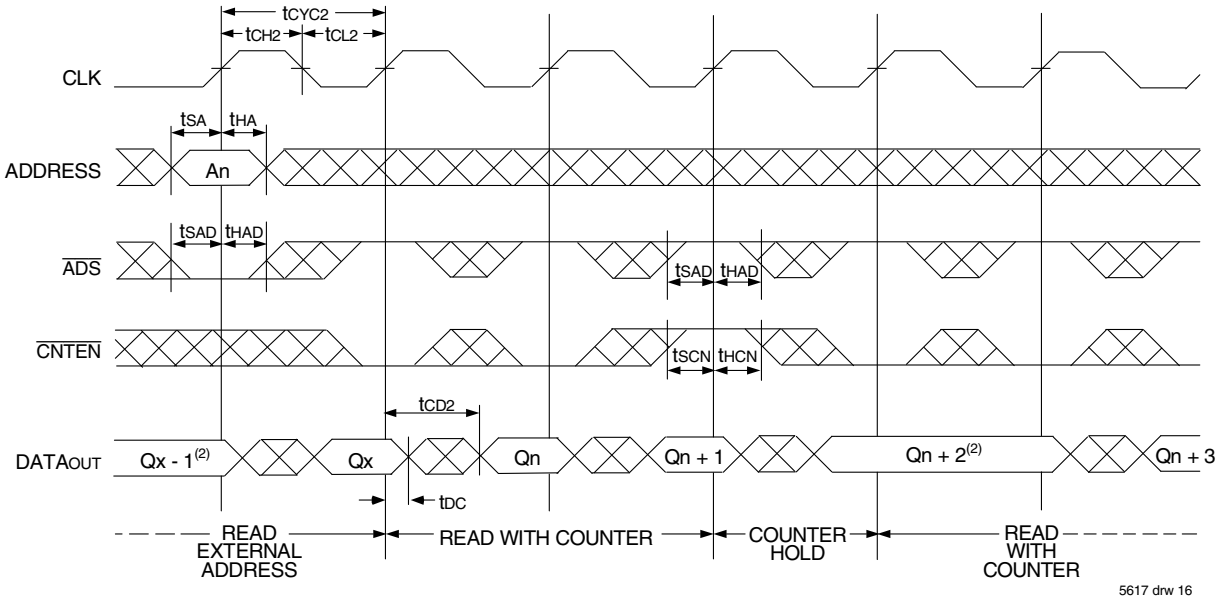 tCYC2
tCH2 tCL2
CLK
tSA tHA
ADDRESS An
tSAD tHAD
ADS tSAD tHAD
CNTEN tSCN tHCN
tCD2
DATAOUT Qx - 1(2) Qx Qn Qn + 1 Qn + 2(2) Qn + 3
tDC
READ EXTERNAL ADDRESS
READ WITH COUNTER
COUNTER HOLD
READ WITH COUNTER
5617 drw 16